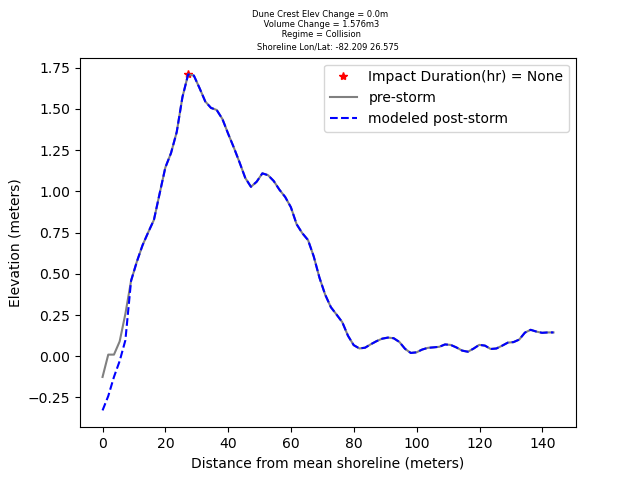 Dune Crest Elev Change = 0.0m
Volume Change = 1.576m3
Regime = Collision
Shoreline Lon/Lat: -82.209 26.575
Impact Duration(hr) = None
pre-storm
modeled post-storm
1.75
1.50
1.25
1.00
0.75
0.50
0.25
0.00
−0.25
Elevation (meters)
0 20 40 60 80 100 120 140
Distance from mean shoreline (meters)